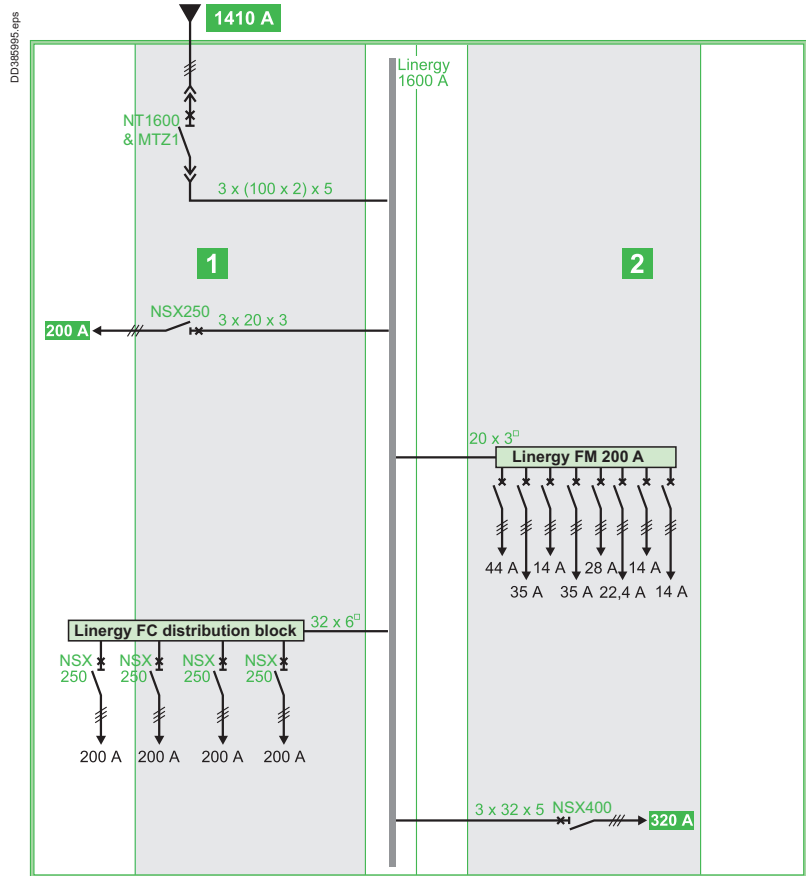 DD385995.eps
1410 A
Linergy
1600 A
NT1600
& MTZ1
3 x (100 x 2) x 5
1
2
NSX250
3 x 20 x 3
200 A
20 x 3□
Linergy FM 200 A
44 A
14 A
28 A
14 A
35 A
35 A
22,4 A
14 A
32 x 6□
Linergy FC distribution block
NSX
250
NSX
250
NSX
250
NSX
250
200 A
200 A
200 A
200 A
3 x 32 x 5
NSX400
320 A